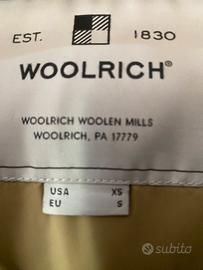 EST. 1830
WOOLRICH®
WOOLRICH WOOLEN MILLS
WOOLRICH, PA 17779
USA XS
EU S
subito